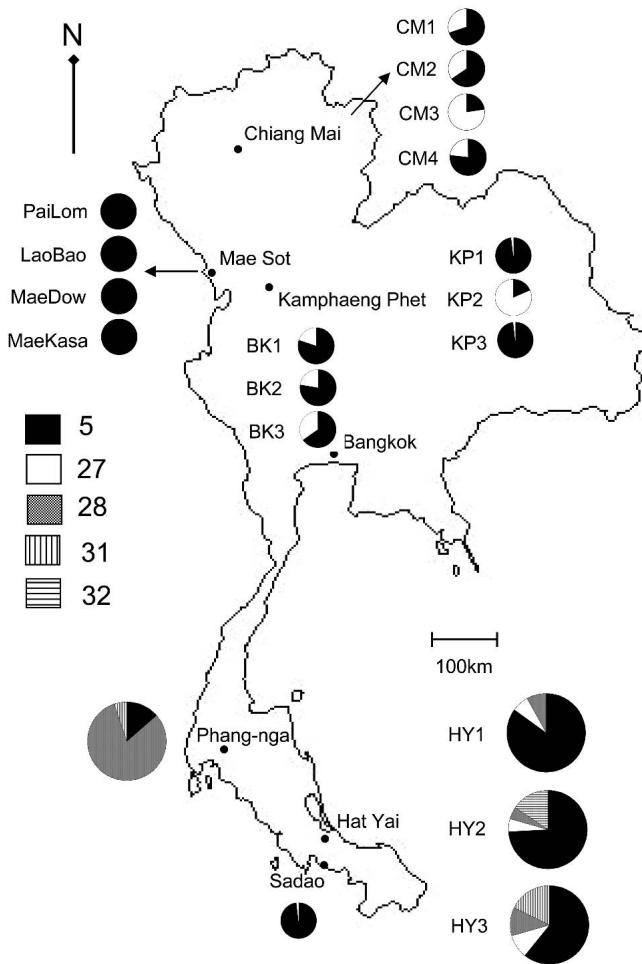 N
CM1
CM2
CM3
CM4
Chiang Mai
PaiLom
LaoBao
MaeDow
MaeKasa
Mae Sot
Kamphaeng Phet
KP1
KP2
KP3
BK1
BK2
BK3
Bangkok
5
27
28
31
32
100km
Phang-nga
Hat Yai
Sadao
HY1
HY2
HY3